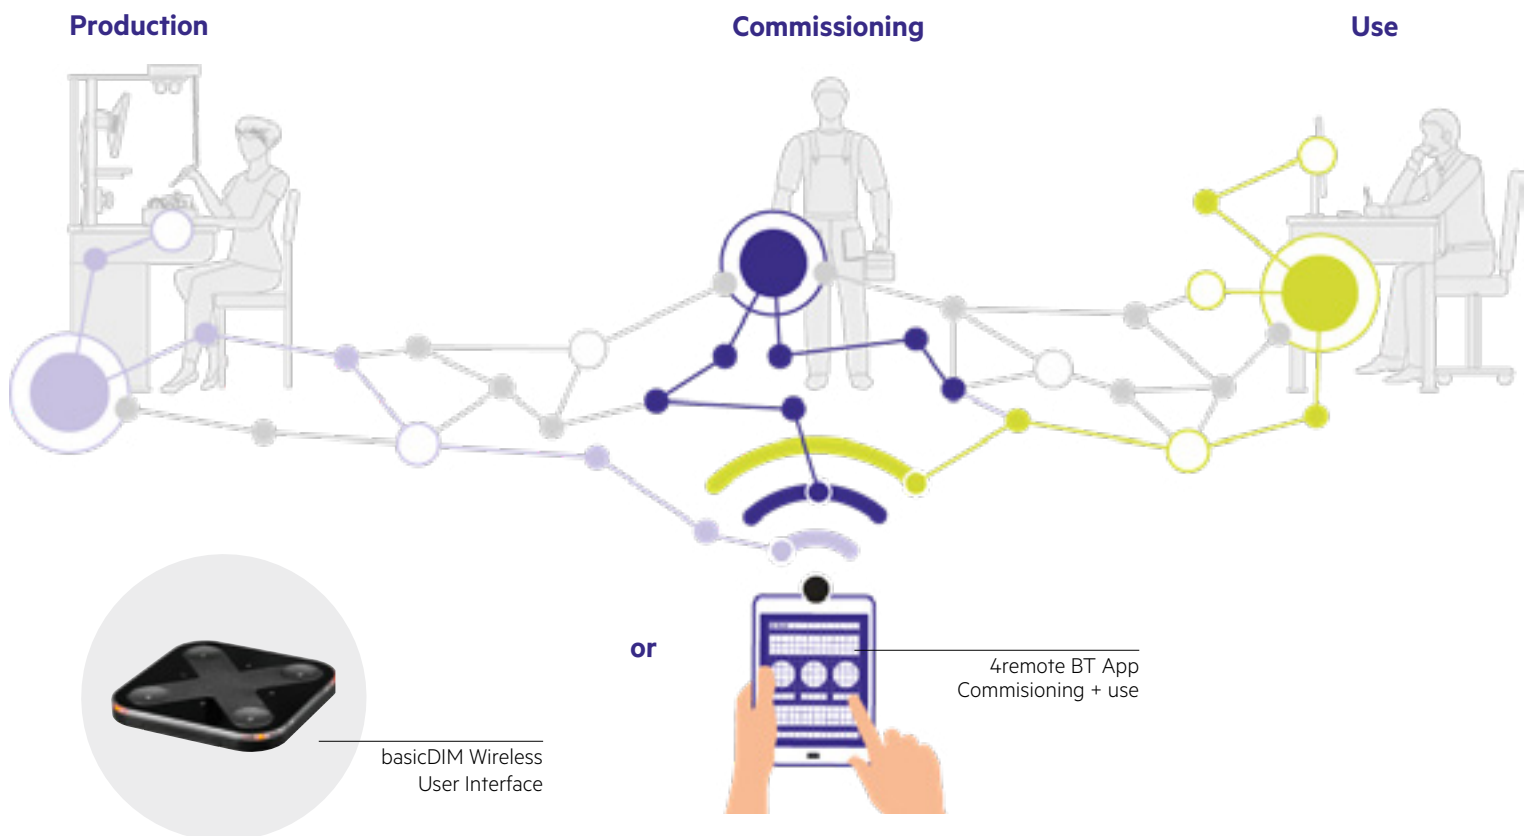 Production
Commissioning
Use
or
4remote BT App
Commisioning + use
basicDIM Wireless
User Interface